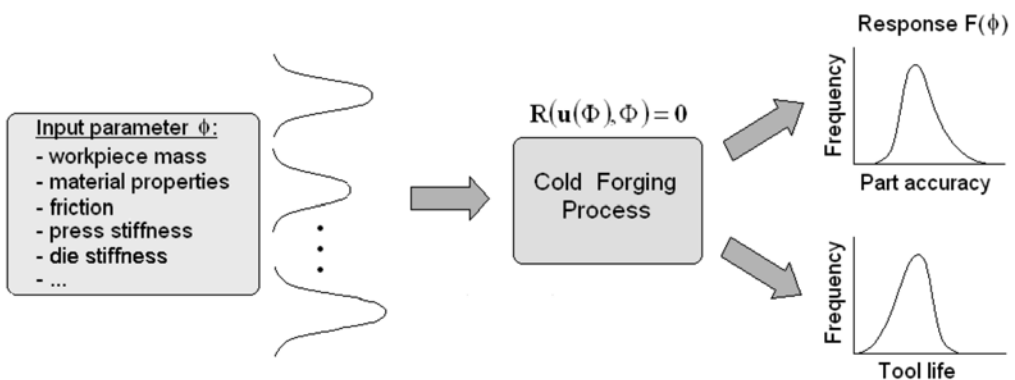 Input parameter ϕ:
- workpiece mass
- material properties
- friction
- press stiffness
- die stiffness
- ...
R(u(Φ),Φ)=0
Cold Forging
Process
Response F(ϕ)
Frequency
Part accuracy
Frequency
Tool life